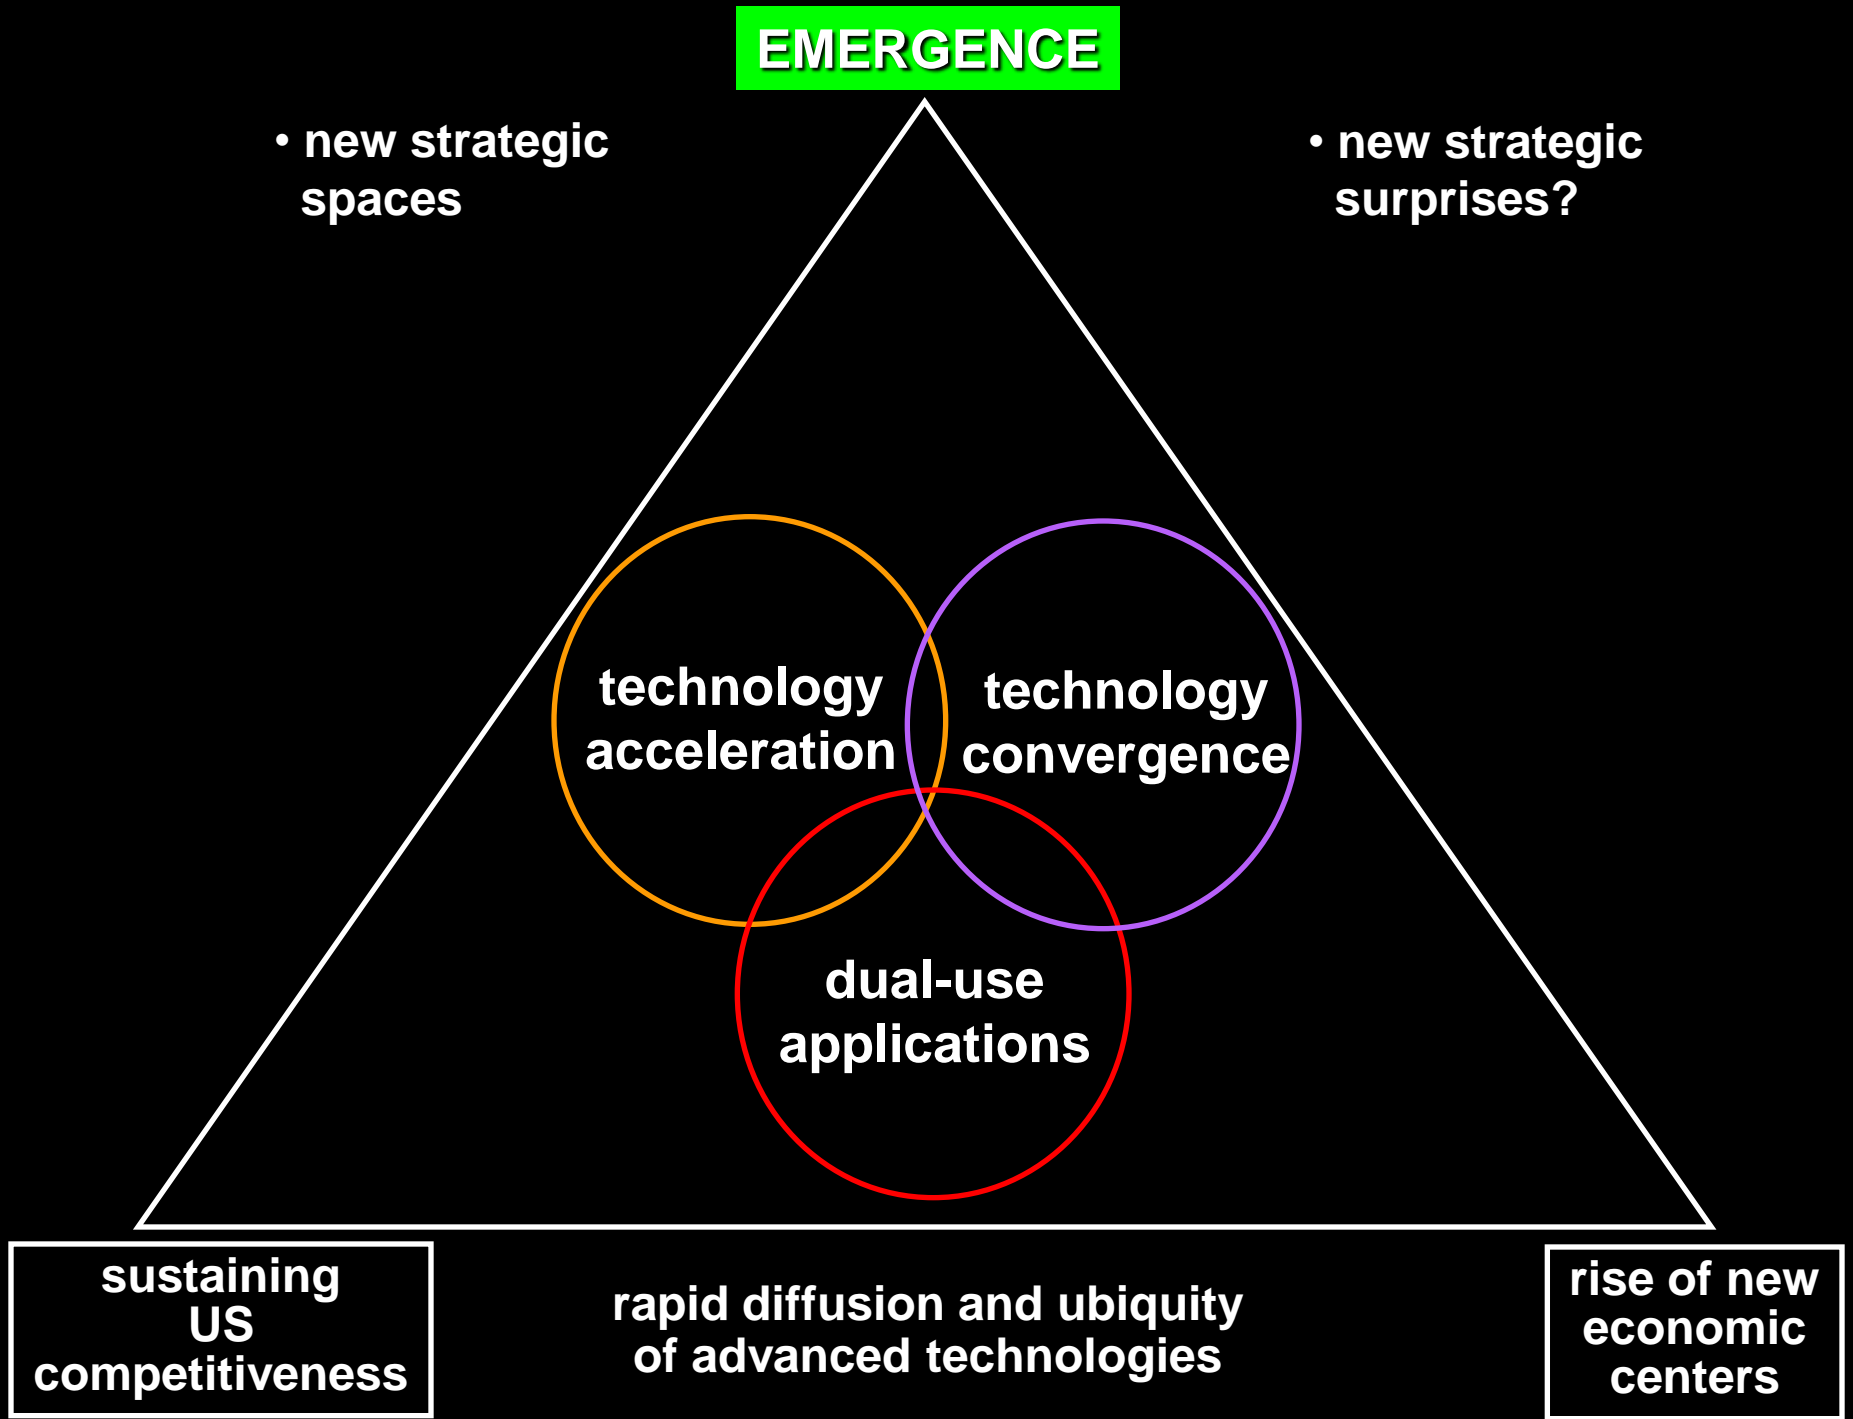 EMERGENCE
• new strategic
spaces
• new strategic
surprises?
technology
acceleration
technology
convergence
dual-use
applications
sustaining
US
competitiveness
rapid diffusion and ubiquity
of advanced technologies
rise of new
economic
centers